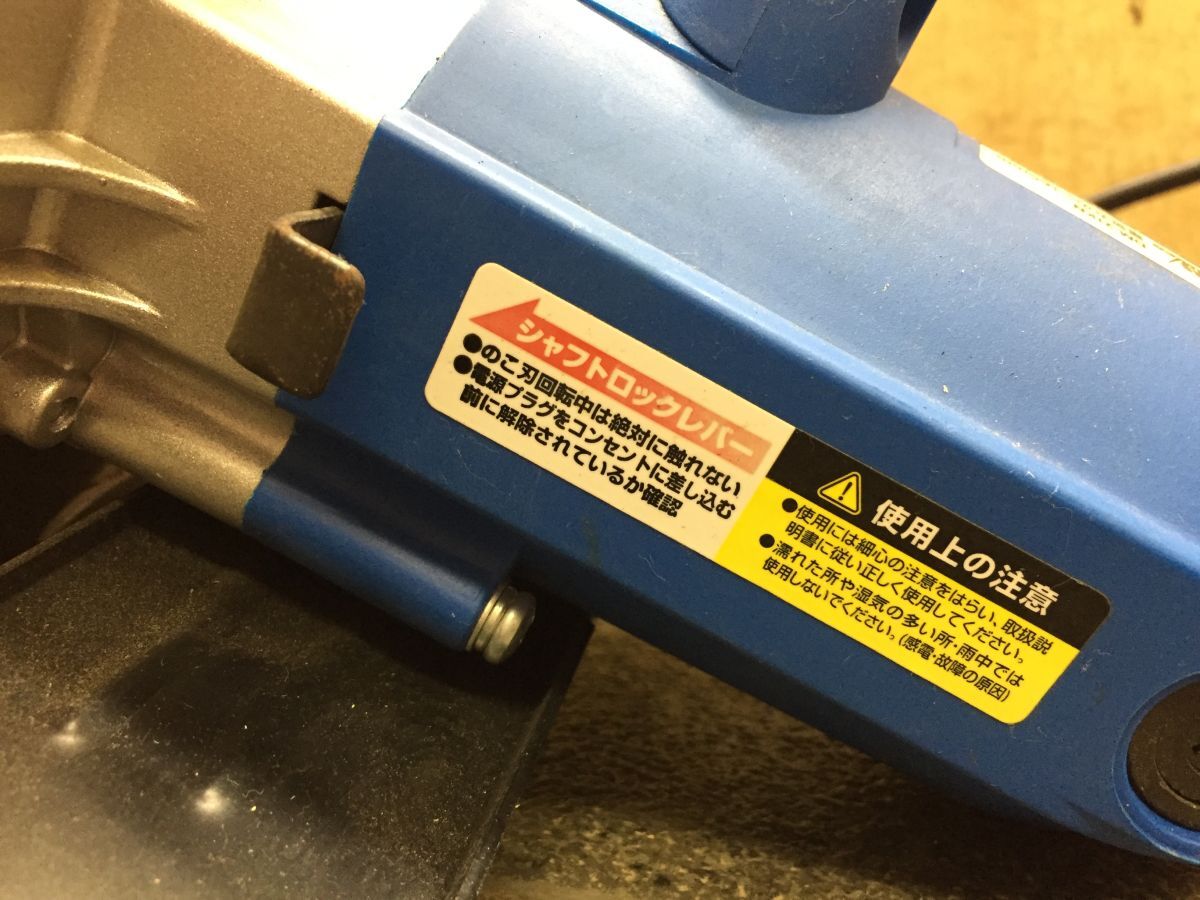 シャフトロックレバー
●のこ刃回転中は絶対に触れない
●電源プラグをコンセントに差し込む
前に解除されているか確認
使用上の注意
●使用には細心の注意をはらい、取扱説
明書に従い正しく使用してください。
●濡れた所や湿気の多い所・雨中では
使用しないでください。(感電・故障の原因)